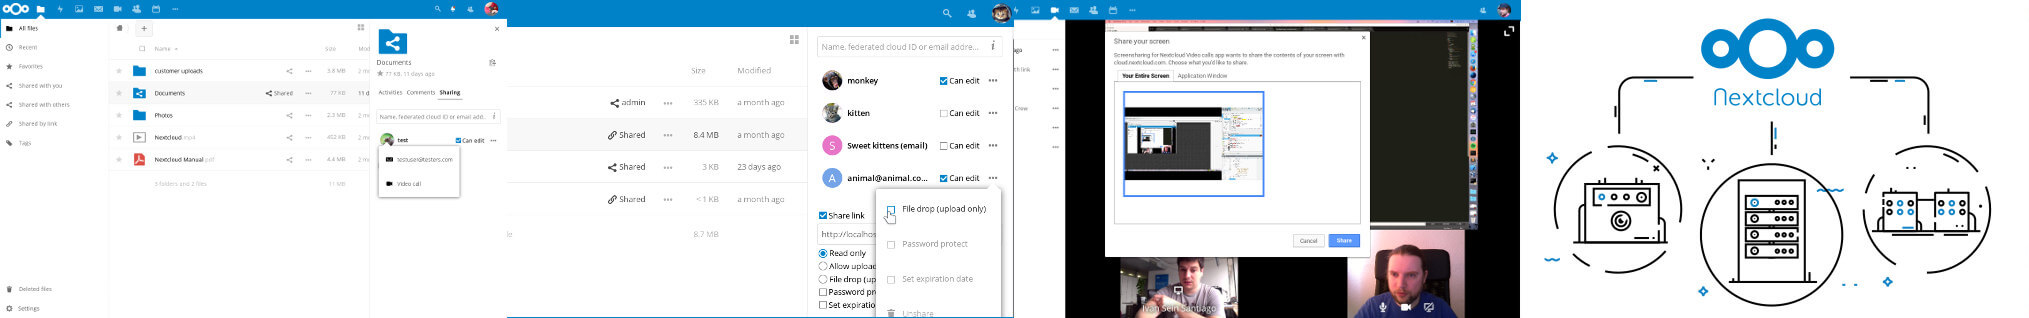 All files
Recent
Favorites
Shared with you
Shared with others
Shared by link
Tags
Deleted files
Settings
Name
Size
Mod
customer uploads
3.8 MB
Documents
Shared
77 KB
11 d
Photos
2.3 MB
Nextcloud.mp4
452 KB
Nextcloud Manual.pdf
4.4 MB
3 folders and 2 files
11 MB
Documents
77 KB, 11 days ago
Activities
Comments
Sharing
Name, federated cloud ID or email add...
test
Can edit
testuser@testers.com
Video call
Size
Modified
admin
335 KB
a month ago
Shared
8.4 MB
a month ago
Shared
3 KB
23 days ago
Shared
<1 KB
a month ago
8.7 MB
Name, federated cloud ID or email addre...
monkey
Can edit
kitten
Can edit
S
Sweet kittens (email)
Can edit
A
animal@animal.co...
Can edit
File drop (upload only)
Share link
http://localhos
Password protect
Read only
Allow upload
File drop (up
Set expiration date
Password pr
Set expiratio
Unshare
Share your screen
Screensharing for Nextcloud Video calls app wants to share the contents of your screen with
cloud.nextcloud.com. Choose what you'd like to share.
Your Entire Screen
Application Window
Cancel
Share
Ivan Sein Santiago
Nextcloud